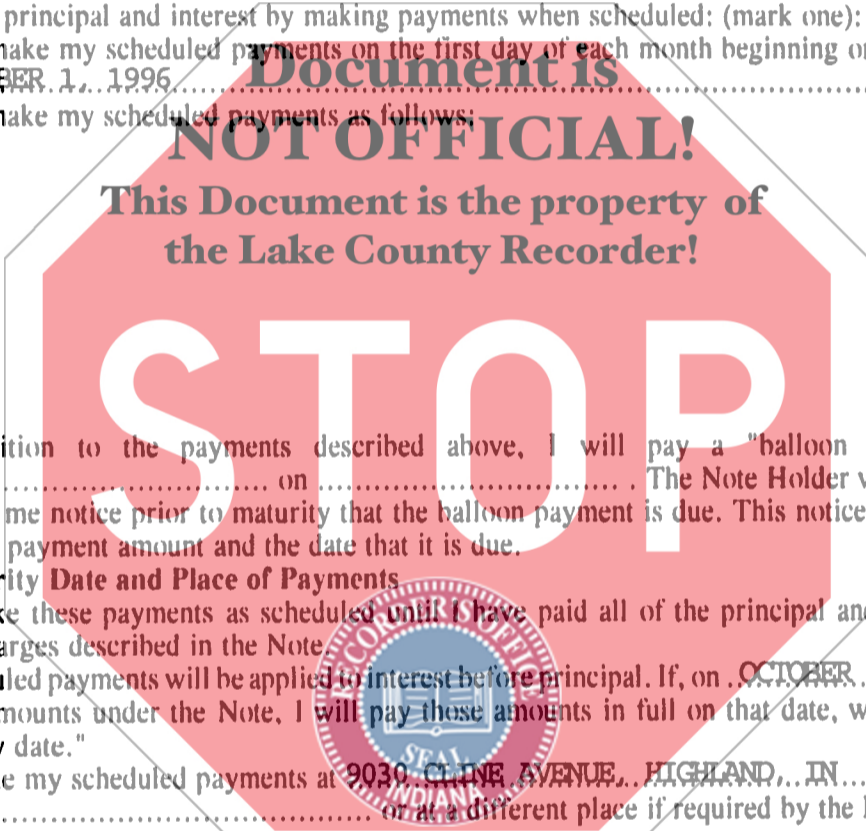 principal and interest by making payments when scheduled: (mark one):
ake my scheduled payments on the first day of each month beginning o
BER 1, 1996
Document is
ake my scheduled payments as follows:
NOT OFFICIAL!
This Document is the property of
the Lake County Recorder!
STOP
ition to the payments described above, I will pay a "balloon
on . The Note Holder
me notice prior to maturity that the balloon payment is due. This notice
payment amount and the date that it is due.
rity Date and Place of Payments
e these payments as scheduled until I have paid all of the principal an
arges described in the Note.
led payments will be applied to interest before principal. If, on OCTOBER
mounts under the Note, I will pay those amounts in full on that date, w
date."
e my scheduled payments at 9030 CLINE AVENUE, HIGHLAND, IN
or at a different place if required by the
RECORDER'S OFFICE
SEAL
INDIANA